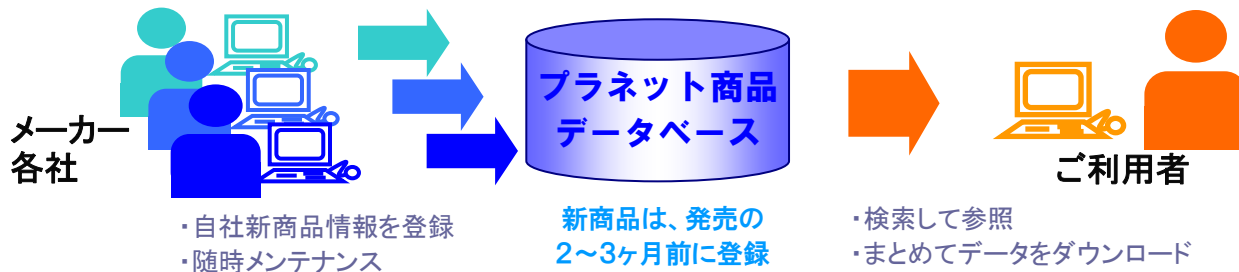 メーカー
各社
・自社新商品情報を登録
・随時メンテナンス
プラネット商品
データベース
新商品は、発売の
２～３ヶ月前に登録
ご利用者
・検索して参照
・まとめてデータをダウンロード